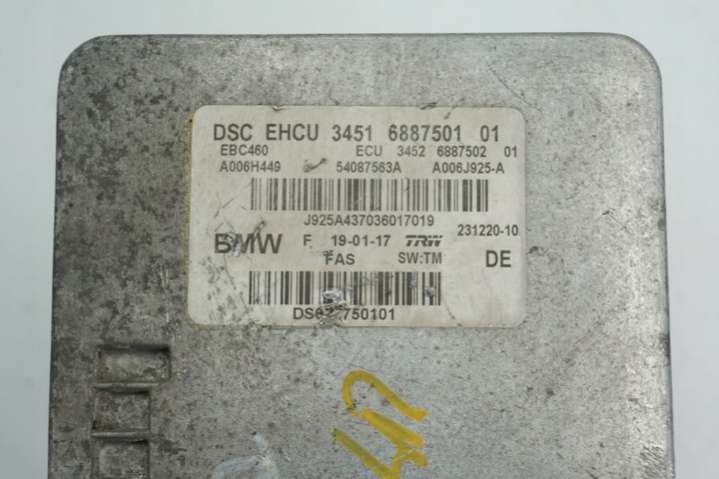 DSC EHCU 3451 6887501 01
EBC460 ECU 3452 6887502 01
A006H449 54087563A A006J925-A
J925A437036017019
BMW F 19-01-17 TRW 231220-10
FAS SW:TM DE